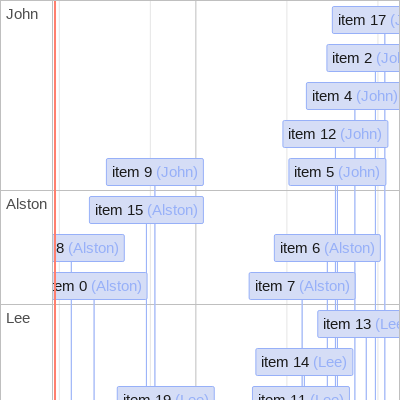 John
item 17 (J
item 2 (Jo
item 4 (John)
item 12 (John)
item 9 (John)
item 5 (John)
Alston
item 15 (Alston)
8 (Alston)
item 6 (Alston)
em 0 (Alston)
item 7 (Alston)
Lee
item 13 (Lee
item 14 (Lee)
item 19 (Lee)
item 11 (Lee)